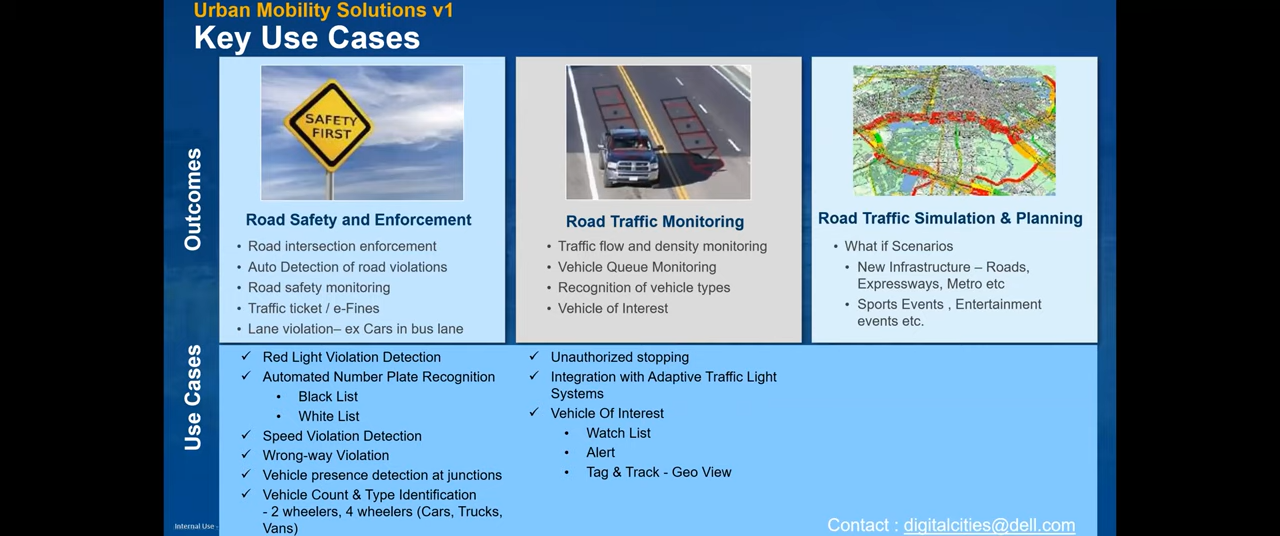 Urban Mobility Solutions v1
Key Use Cases
Outcomes
SAFETY
FIRST
Road Safety and Enforcement
• Road intersection enforcement
• Auto Detection of road violations
• Road safety monitoring
• Traffic ticket / e-Fines
• Lane violation– ex Cars in bus lane
Road Traffic Monitoring
• Traffic flow and density monitoring
• Vehicle Queue Monitoring
• Recognition of vehicle types
• Vehicle of Interest
Road Traffic Simulation & Planning
• What if Scenarios
• New Infrastructure – Roads,
Expressways, Metro etc
• Sports Events , Entertainment
events etc.
Use Cases
✓ Red Light Violation Detection
✓ Automated Number Plate Recognition
• Black List
• White List
✓ Speed Violation Detection
✓ Wrong-way Violation
✓ Vehicle presence detection at junctions
✓ Vehicle Count & Type Identification
- 2 wheelers, 4 wheelers (Cars, Trucks,
Vans)
✓ Unauthorized stopping
✓ Integration with Adaptive Traffic Light
Systems
✓ Vehicle Of Interest
• Watch List
• Alert
• Tag & Track - Geo View
Internal Use -
Contact : digitalcities@dell.com